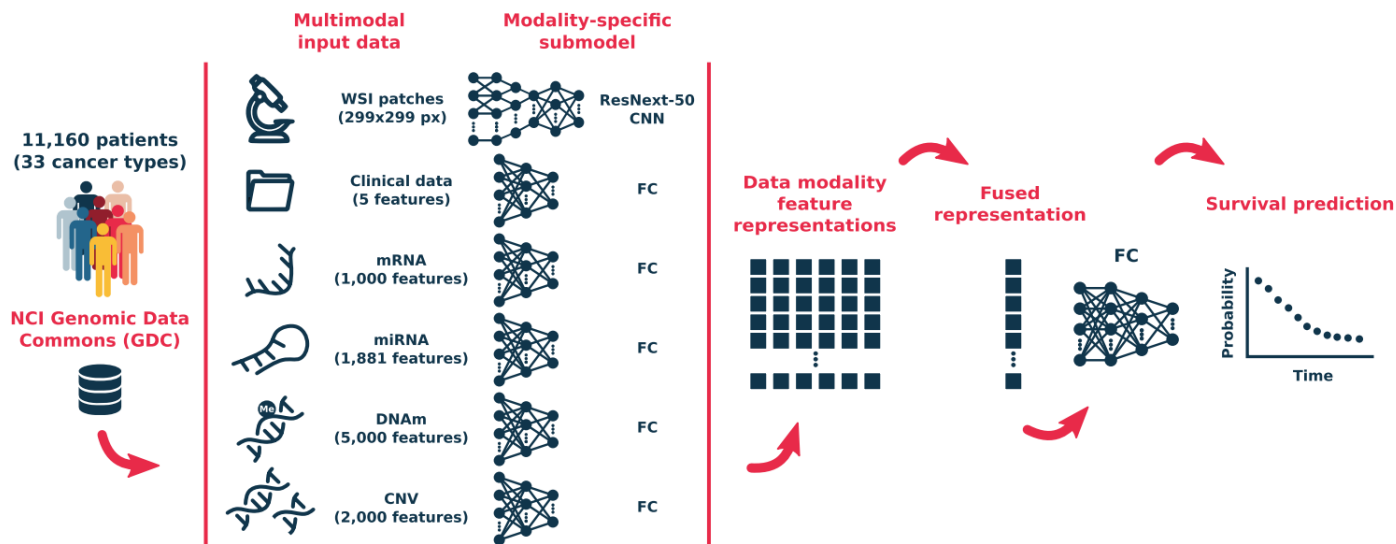 11,160 patients
(33 cancer types)
NCI Genomic Data
Commons (GDC)
Multimodal
input data
Modality-specific
submodel
WSI patches
(299x299 px)
ResNext-50
CNN
Clinical data
(5 features)
FC
mRNA
(1,000 features)
FC
miRNA
(1,881 features)
FC
Me
DNAm
(5,000 features)
FC
CNV
(2,000 features)
FC
Data modality
feature
representations
Fused
representation
FC
Survival prediction
Probability
Time